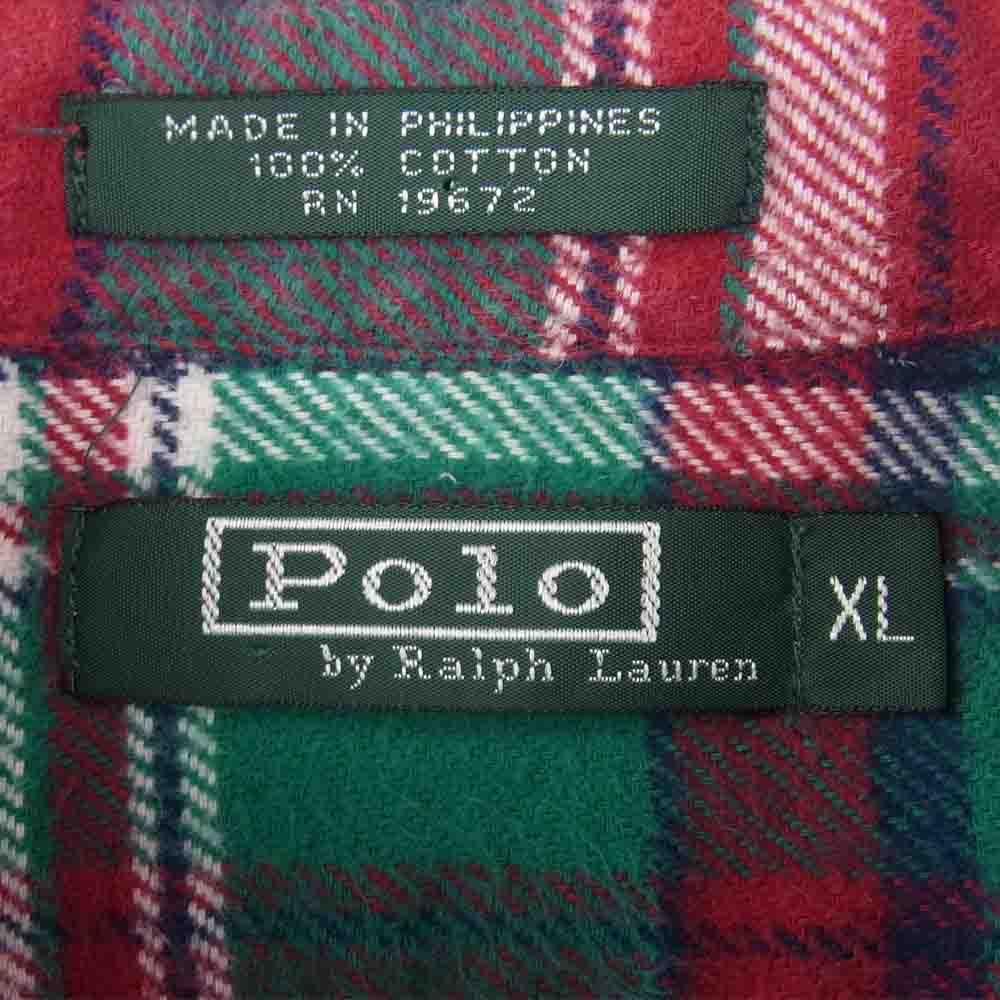 MADE IN PHILIPPINES
100% COTTON
RN 19672
Polo
by Ralph Lauren
XL